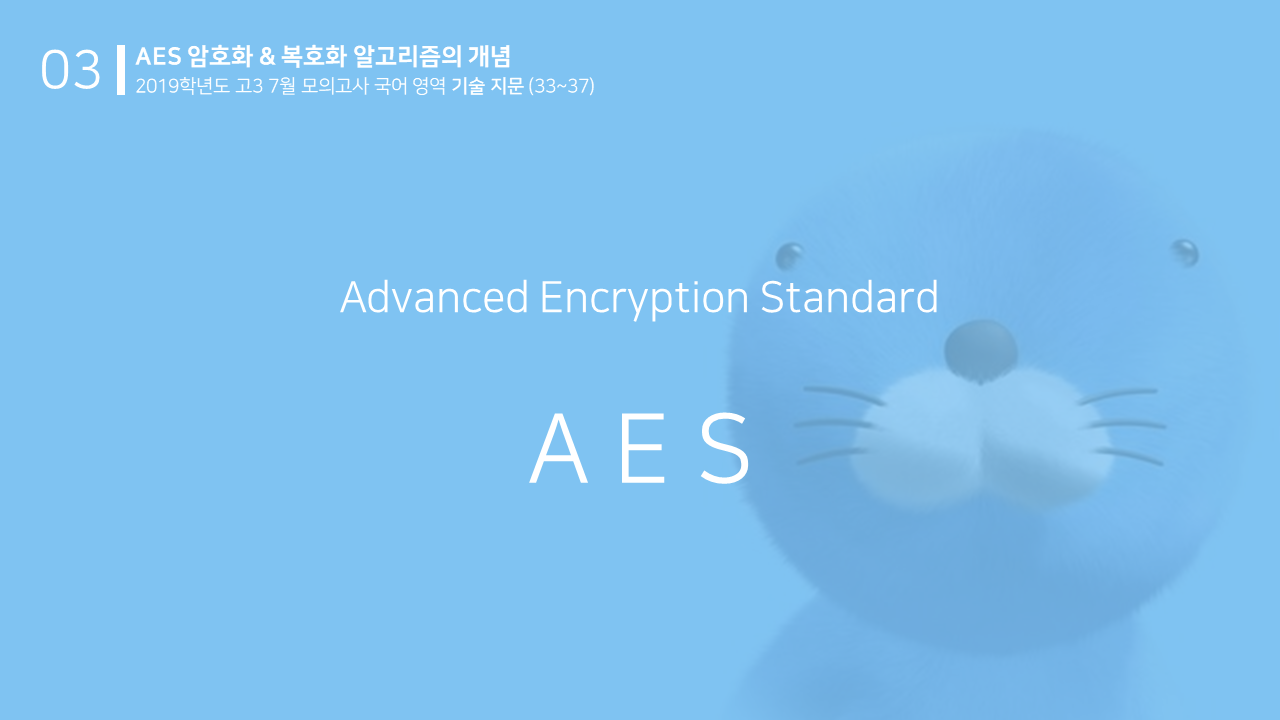 03
AES 암호화 & 복호화 알고리즘의 개념
2019학년도 고3 7월 모의고사 국어 영역 기술 지문 (33~37)
Advanced Encryption Standard
A E S